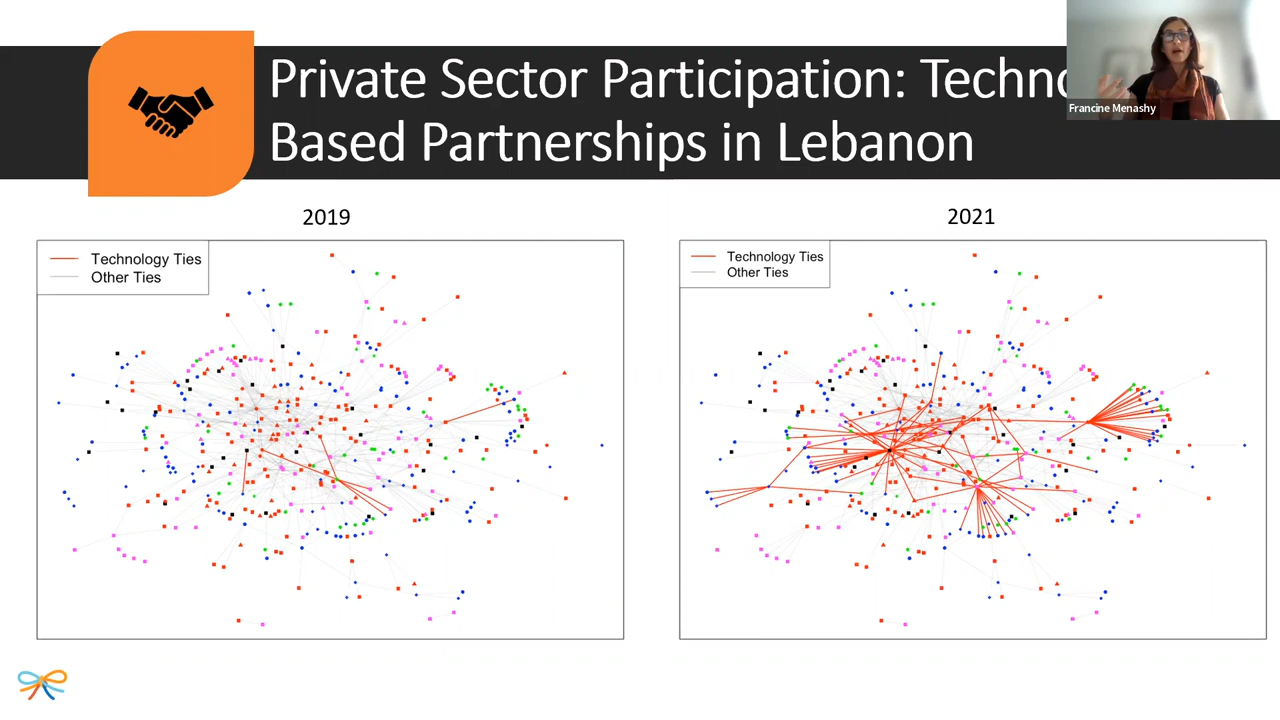 Private Sector Participation: Techno
Francine Menashy
Based Partnerships in Lebanon
2019
2021
Technology Ties
Other Ties
Technology Ties
Other Ties